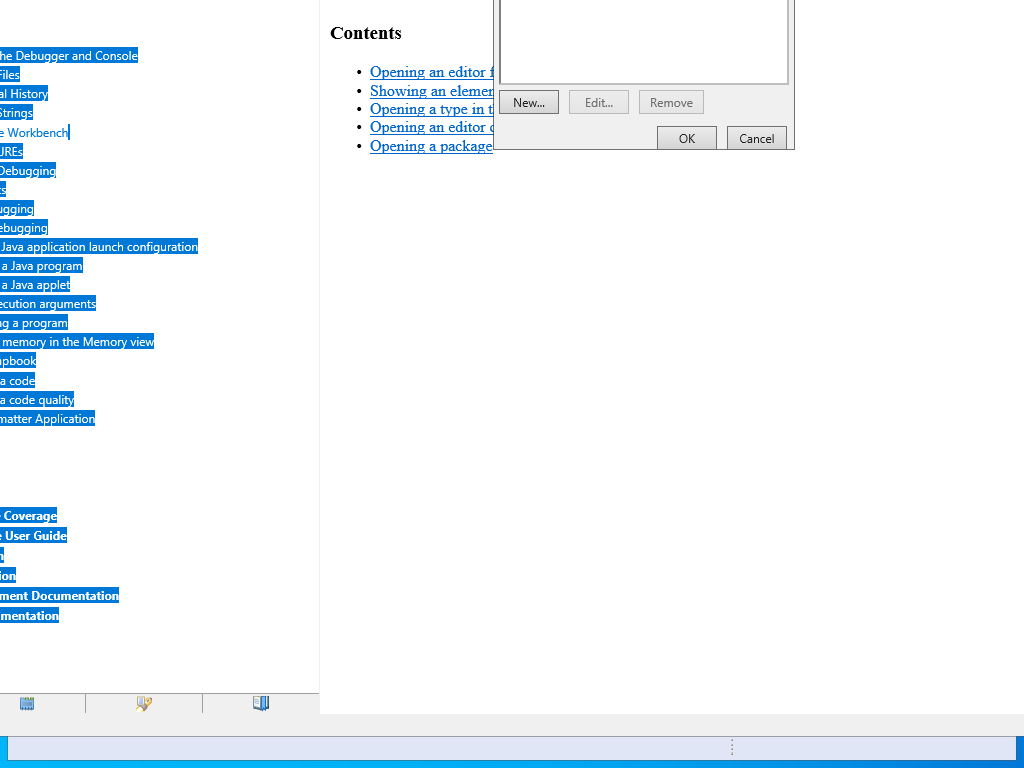 he Debugger and Console
Files
al History
Strings
e Workbench
JREs
Debugging
ts
ugging
ebugging
Java application launch configuration
a Java program
a Java applet
ecution arguments
ng a program
memory in the Memory view
apbook
a code
a code quality
matter Application
Coverage
e User Guide
n
ion
ment Documentation
mentation
Contents
Opening an editor f
Showing an elemen
Opening a type in t
Opening an editor o
Opening a package
New...
Edit...
Remove
OK
Cancel